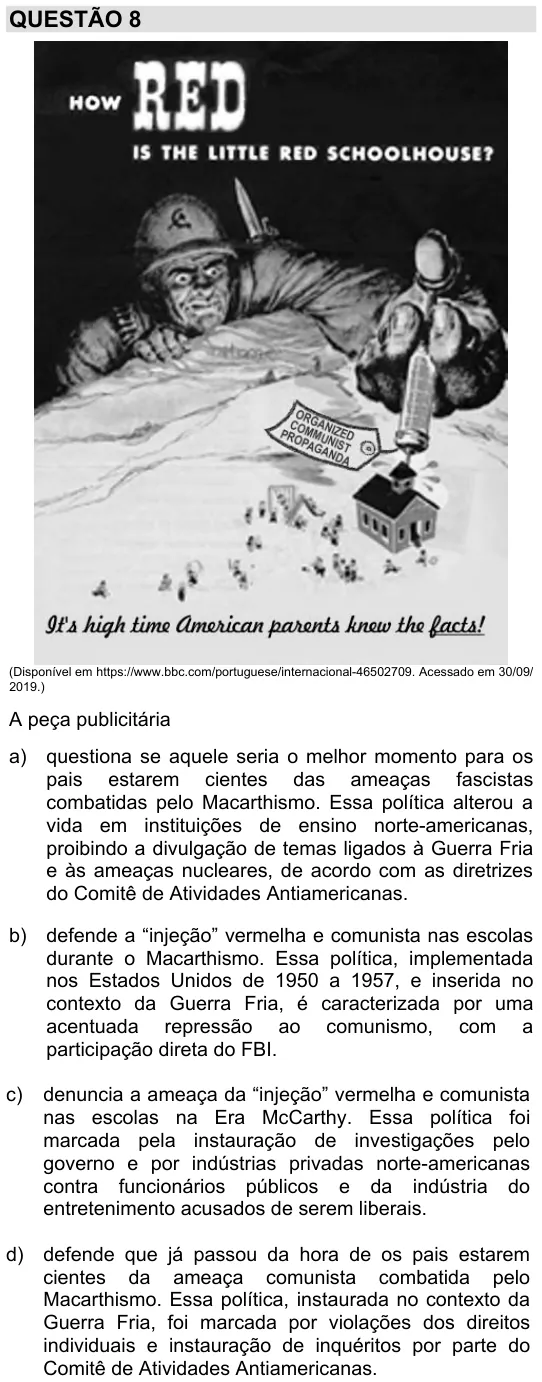 QUESTÃO 8
HOW RED
IS THE LITTLE RED SCHOOLHOUSE?
ORGANIZED
COMMUNIST
PROPAGANDA
It's high time American parents knew the facts!
(Disponível em https://www.bbc.com/portuguese/internacional-46502709. Acessado em 30/09/
2019.)
A peça publicitária
a) questiona se aquele seria o melhor momento para os
pais estarem cientes das ameaças fascistas
combatidas pelo Macarthismo. Essa política alterou a
vida em instituições de ensino norte-americanas,
proibindo a divulgação de temas ligados à Guerra Fria
e às ameaças nucleares, de acordo com as diretrizes
do Comitê de Atividades Antiamericanas.
b) defende a “injeção” vermelha e comunista nas escolas
durante o Macarthismo. Essa política, implementada
nos Estados Unidos de 1950 a 1957, e inserida no
contexto da Guerra Fria, é caracterizada por uma
acentuada repressão ao comunismo, com a
participação direta do FBI.
c) denuncia a ameaça da “injeção” vermelha e comunista
nas escolas na Era McCarthy. Essa política foi
marcada pela instauração de investigações pelo
governo e por indústrias privadas norte-americanas
contra funcionários públicos e da indústria do
entretenimento acusados de serem liberais.
d) defende que já passou da hora de os pais estarem
cientes da ameaça comunista combatida pelo
Macarthismo. Essa política, instaurada no contexto da
Guerra Fria, foi marcada por violações dos direitos
individuais e instauração de inquéritos por parte do
Comitê de Atividades Antiamericanas.